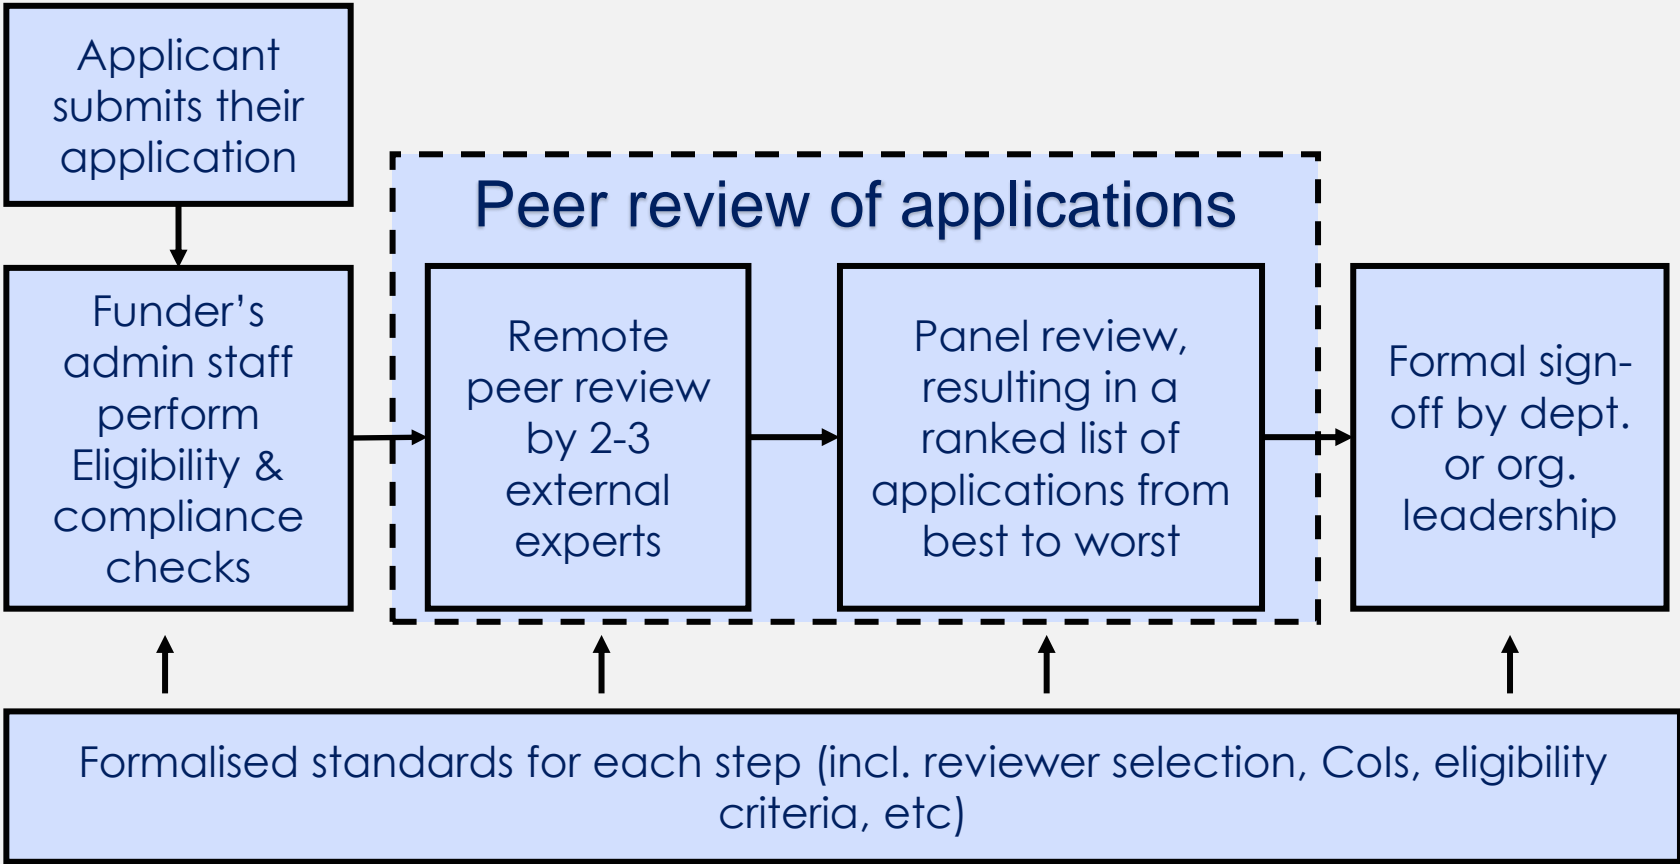 Applicant
submits their
application
Peer review of applications
Funder’s
admin staff
perform
Eligibility &
compliance
checks
Remote
peer review
by 2-3
external
experts
Panel review,
resulting in a
ranked list of
applications from
best to worst
Formal sign-
off by dept.
or org.
leadership
Formalised standards for each step (incl. reviewer selection, CoIs, eligibility
criteria, etc)